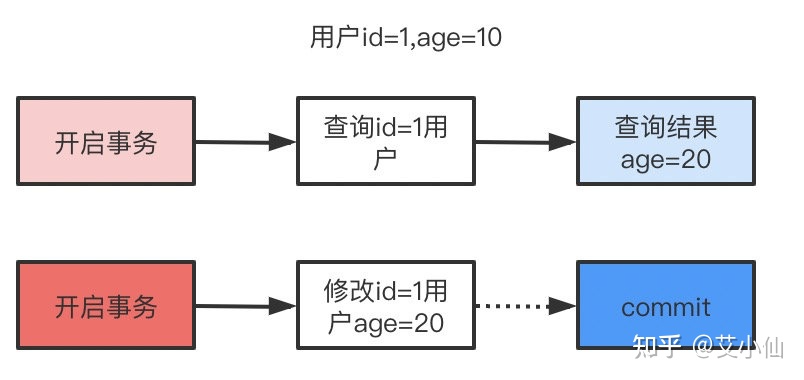 用户id=1,age=10
开启事务
查询id=1用
户
查询结果
age=20
开启事务
修改id=1用
户age=20
commit
知乎 @艾小仙